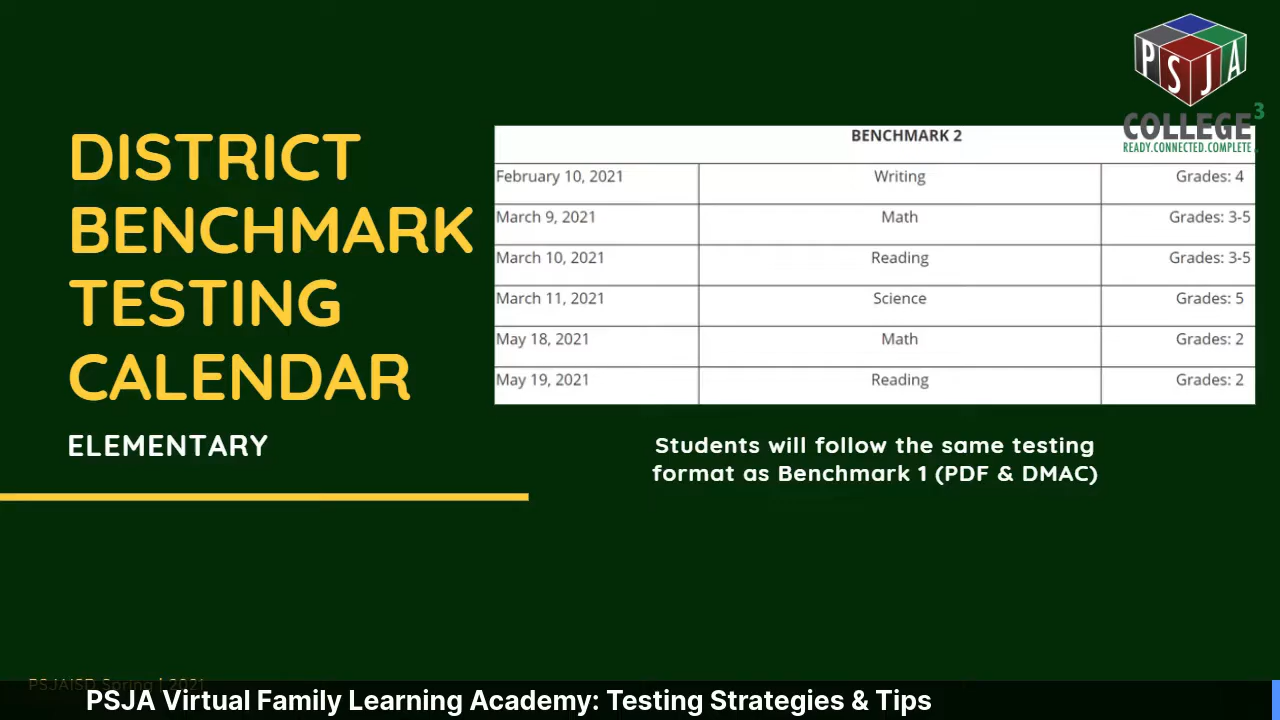 PSJA
COLLEGE3
READY.CONNECTED.COMPLETE.
DISTRICT
BENCHMARK
TESTING
CALENDAR
ELEMENTARY
BENCHMARK 2
February 10, 2021 Writing Grades: 4
March 9, 2021 Math Grades: 3-5
March 10, 2021 Reading Grades: 3-5
March 11, 2021 Science Grades: 5
May 18, 2021 Math Grades: 2
May 19, 2021 Reading Grades: 2
Students will follow the same testing
format as Benchmark 1 (PDF & DMAC)
PSJAISD Spring | 2021
PSJA Virtual Family Learning Academy: Testing Strategies & Tips